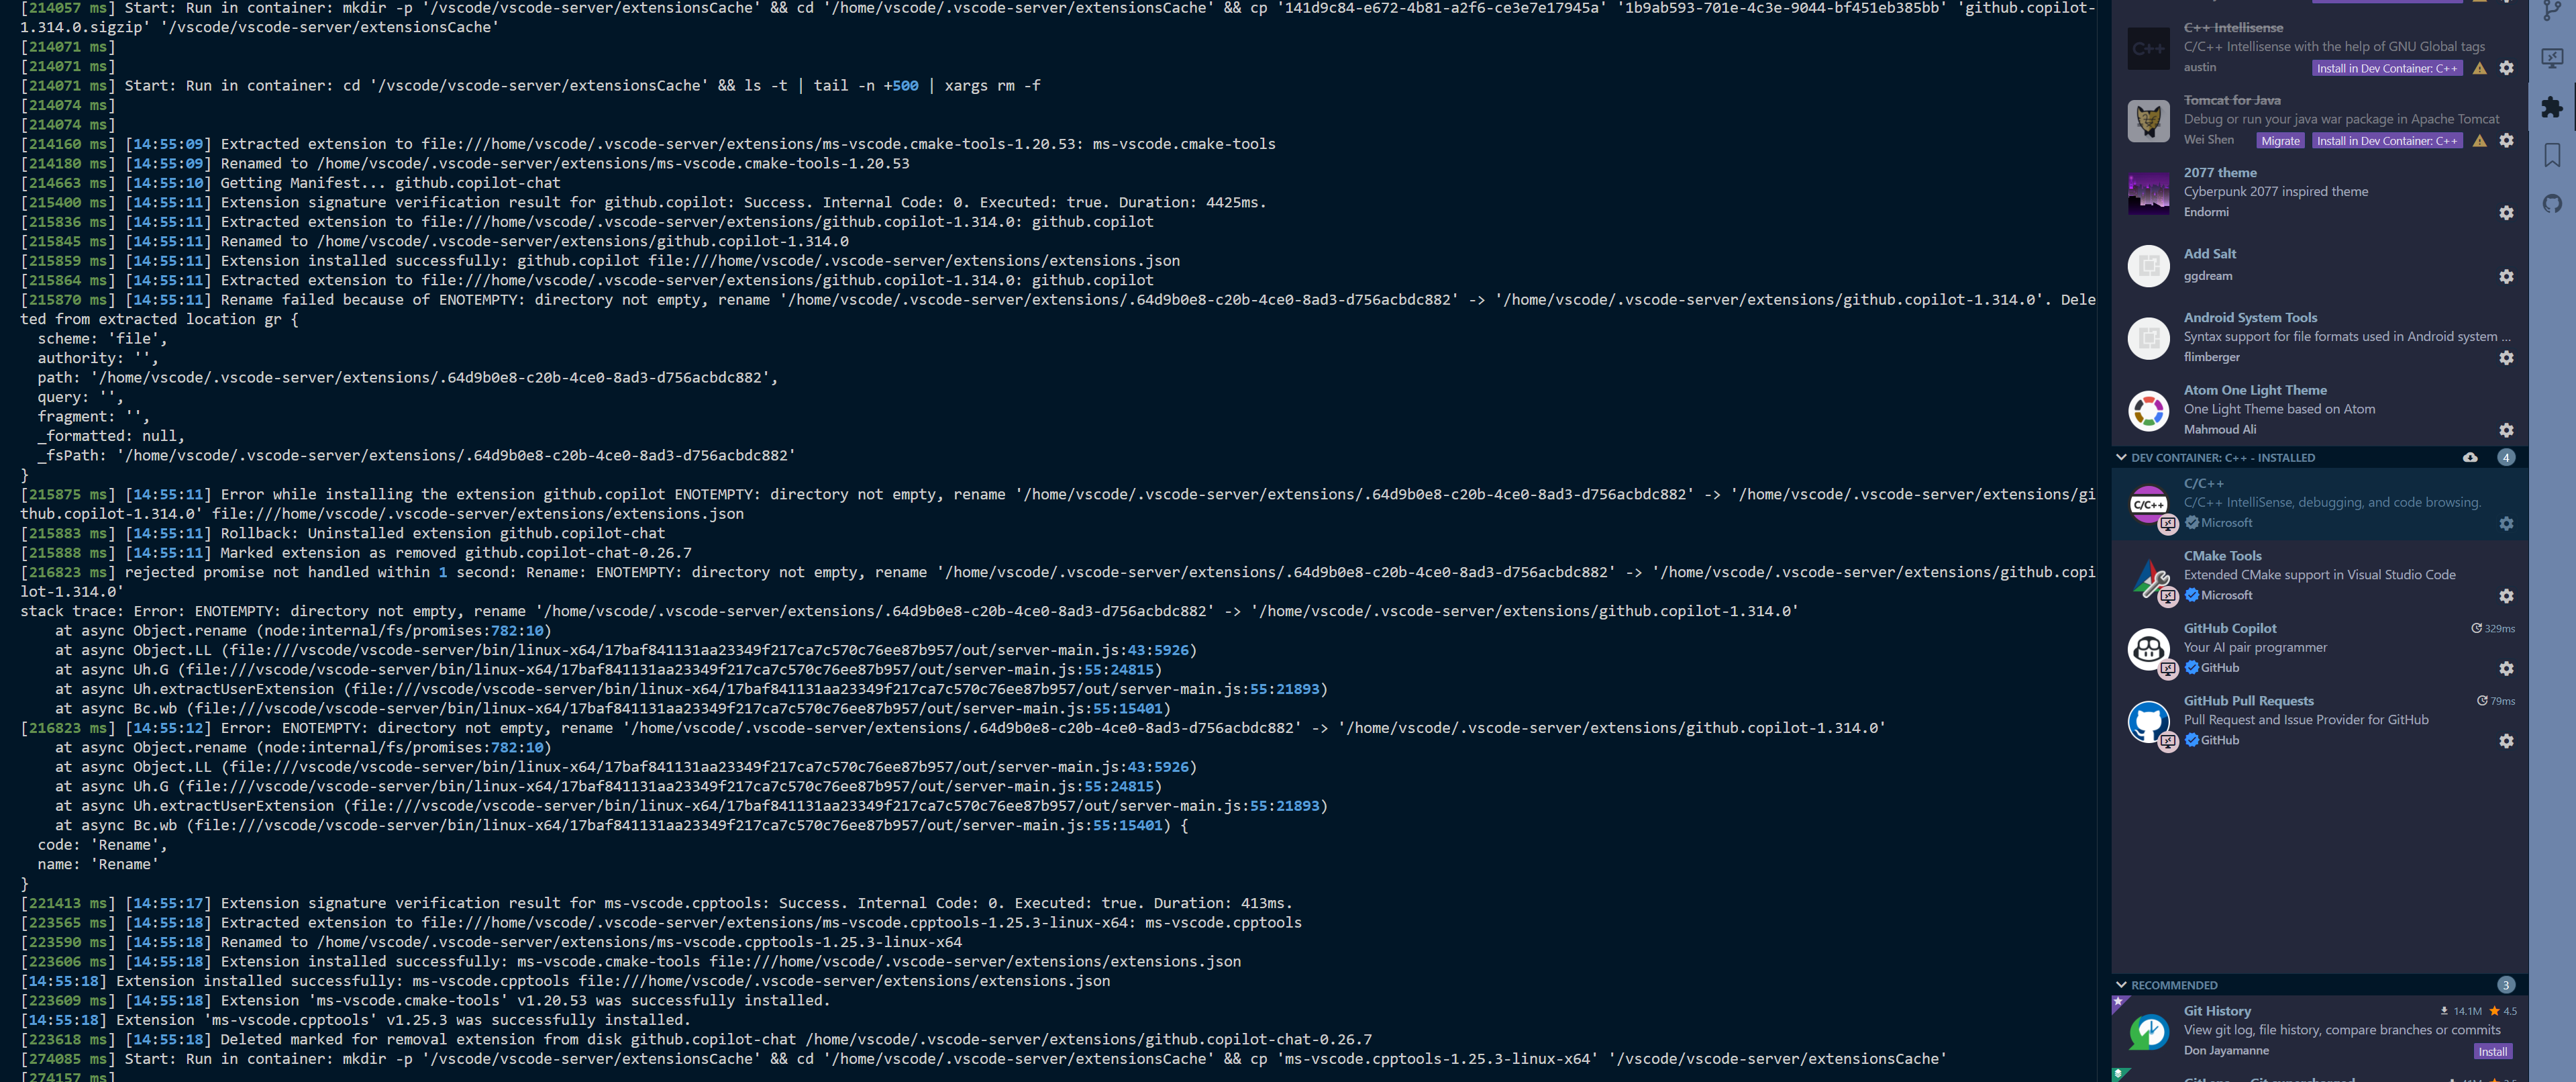 [214057 ms] Start: Run in container: mkdir -p '/vscode/vscode-server/extensionsCache' && cd '/home/vscode/.vscode-server/extensionsCache' && cp '141d9c84-e672-4b81-a2f6-ce3e7e17945a' '1b9ab593-701e-4c3e-9044-bf451eb385bb' 'github.copilot-
1.314.0.sigzip' '/vscode/vscode-server/extensionsCache'
[214071 ms]
[214071 ms]
[214071 ms] Start: Run in container: cd '/vscode/vscode-server/extensionsCache' && ls -t | tail -n +500 | xargs rm -f
[214074 ms]
[214074 ms]
[214160 ms] [14:55:09] Extracted extension to file:///home/vscode/.vscode-server/extensions/ms-vscode.cmake-tools-1.20.53: ms-vscode.cmake-tools
[214180 ms] [14:55:09] Renamed to /home/vscode/.vscode-server/extensions/ms-vscode.cmake-tools-1.20.53
[214663 ms] [14:55:10] Getting Manifest... github.copilot-chat
[215400 ms] [14:55:11] Extension signature verification result for github.copilot: Success. Internal Code: 0. Executed: true. Duration: 4425ms.
[215836 ms] [14:55:11] Extracted extension to file:///home/vscode/.vscode-server/extensions/github.copilot-1.314.0: github.copilot
[215845 ms] [14:55:11] Renamed to /home/vscode/.vscode-server/extensions/github.copilot-1.314.0
[215859 ms] [14:55:11] Extension installed successfully: github.copilot file:///home/vscode/.vscode-server/extensions/extensions.json
[215864 ms] [14:55:11] Extracted extension to file:///home/vscode/.vscode-server/extensions/github.copilot-1.314.0: github.copilot
[215870 ms] [14:55:11] Rename failed because of ENOTEMPTY: directory not empty, rename '/home/vscode/.vscode-server/extensions/.64d9b0e8-c20b-4ce0-8ad3-d756acbdc882' -> '/home/vscode/.vscode-server/extensions/github.copilot-1.314.0'. Dele
ted from extracted location gr {
scheme: 'file',
authority: '',
path: '/home/vscode/.vscode-server/extensions/.64d9b0e8-c20b-4ce0-8ad3-d756acbdc882',
query: '',
fragment: '',
_formatted: null,
_fsPath: '/home/vscode/.vscode-server/extensions/.64d9b0e8-c20b-4ce0-8ad3-d756acbdc882'
}
[215875 ms] [14:55:11] Error while installing the extension github.copilot ENOTEMPTY: directory not empty, rename '/home/vscode/.vscode-server/extensions/.64d9b0e8-c20b-4ce0-8ad3-d756acbdc882' -> '/home/vscode/.vscode-server/extensions/gi
thub.copilot-1.314.0' file:///home/vscode/.vscode-server/extensions/extensions.json
[215883 ms] [14:55:11] Rollback: Uninstalled extension github.copilot-chat
[215888 ms] [14:55:11] Marked extension as removed github.copilot-chat-0.26.7
[216823 ms] rejected promise not handled within 1 second: Rename: ENOTEMPTY: directory not empty, rename '/home/vscode/.vscode-server/extensions/.64d9b0e8-c20b-4ce0-8ad3-d756acbdc882' -> '/home/vscode/.vscode-server/extensions/github.copi
lot-1.314.0'
stack trace: Error: ENOTEMPTY: directory not empty, rename '/home/vscode/.vscode-server/extensions/.64d9b0e8-c20b-4ce0-8ad3-d756acbdc882' -> '/home/vscode/.vscode-server/extensions/github.copilot-1.314.0'
at async Object.rename (node:internal/fs/promises:782:10)
at async Object.LL (file:///vscode/vscode-server/bin/linux-x64/17baf841131aa23349f217ca7c570c76ee87b957/out/server-main.js:43:5926)
at async Uh.G (file:///vscode/vscode-server/bin/linux-x64/17baf841131aa23349f217ca7c570c76ee87b957/out/server-main.js:55:24815)
at async Uh.extractUserExtension (file:///vscode/vscode-server/bin/linux-x64/17baf841131aa23349f217ca7c570c76ee87b957/out/server-main.js:55:21893)
at async Bc.wb (file:///vscode/vscode-server/bin/linux-x64/17baf841131aa23349f217ca7c570c76ee87b957/out/server-main.js:55:15401)
[216823 ms] [14:55:12] Error: ENOTEMPTY: directory not empty, rename '/home/vscode/.vscode-server/extensions/.64d9b0e8-c20b-4ce0-8ad3-d756acbdc882' -> '/home/vscode/.vscode-server/extensions/github.copilot-1.314.0'
at async Object.rename (node:internal/fs/promises:782:10)
at async Object.LL (file:///vscode/vscode-server/bin/linux-x64/17baf841131aa23349f217ca7c570c76ee87b957/out/server-main.js:43:5926)
at async Uh.G (file:///vscode/vscode-server/bin/linux-x64/17baf841131aa23349f217ca7c570c76ee87b957/out/server-main.js:55:24815)
at async Uh.extractUserExtension (file:///vscode/vscode-server/bin/linux-x64/17baf841131aa23349f217ca7c570c76ee87b957/out/server-main.js:55:21893)
at async Bc.wb (file:///vscode/vscode-server/bin/linux-x64/17baf841131aa23349f217ca7c570c76ee87b957/out/server-main.js:55:15401) {
code: 'Rename',
name: 'Rename'
}
[221413 ms] [14:55:17] Extension signature verification result for ms-vscode.cpptools: Success. Internal Code: 0. Executed: true. Duration: 413ms.
[223565 ms] [14:55:18] Extracted extension to file:///home/vscode/.vscode-server/extensions/ms-vscode.cpptools-1.25.3-linux-x64: ms-vscode.cpptools
[223590 ms] [14:55:18] Renamed to /home/vscode/.vscode-server/extensions/ms-vscode.cpptools-1.25.3-linux-x64
[223606 ms] [14:55:18] Extension installed successfully: ms-vscode.cmake-tools file:///home/vscode/.vscode-server/extensions/extensions.json
[14:55:18] Extension installed successfully: ms-vscode.cpptools file:///home/vscode/.vscode-server/extensions/extensions.json
[223609 ms] [14:55:18] Extension 'ms-vscode.cmake-tools' v1.20.53 was successfully installed.
[14:55:18] Extension 'ms-vscode.cpptools' v1.25.3 was successfully installed.
[223618 ms] [14:55:18] Deleted marked for removal extension from disk github.copilot-chat /home/vscode/.vscode-server/extensions/github.copilot-chat-0.26.7
[274085 ms] Start: Run in container: mkdir -p '/vscode/vscode-server/extensionsCache' && cd '/home/vscode/.vscode-server/extensionsCache' && cp 'ms-vscode.cpptools-1.25.3-linux-x64' '/vscode/vscode-server/extensionsCache'
[274157 ms]
C++ Intellisense
C/C++ Intellisense with the help of GNU Global tags
austin
Install in Dev Container: C++
Tomcat for Java
Debug or run your java war package in Apache Tomcat
Wei Shen
Migrate
Install in Dev Container: C++
2077 theme
Cyberpunk 2077 inspired theme
Endormi
Add Salt
ggdream
Android System Tools
Syntax support for file formats used in Android system ...
flimberger
Atom One Light Theme
One Light Theme based on Atom
Mahmoud Ali
DEV CONTAINER: C++ - INSTALLED
4
C/C++
C/C++ IntelliSense, debugging, and code browsing.
Microsoft
CMake Tools
Extended CMake support in Visual Studio Code
Microsoft
GitHub Copilot
329ms
Your AI pair programmer
GitHub
GitHub Pull Requests
79ms
Pull Request and Issue Provider for GitHub
GitHub
RECOMMENDED
3
Git History
14.1M
4.5
View git log, file history, compare branches or commits
Don Jayamanne
Install